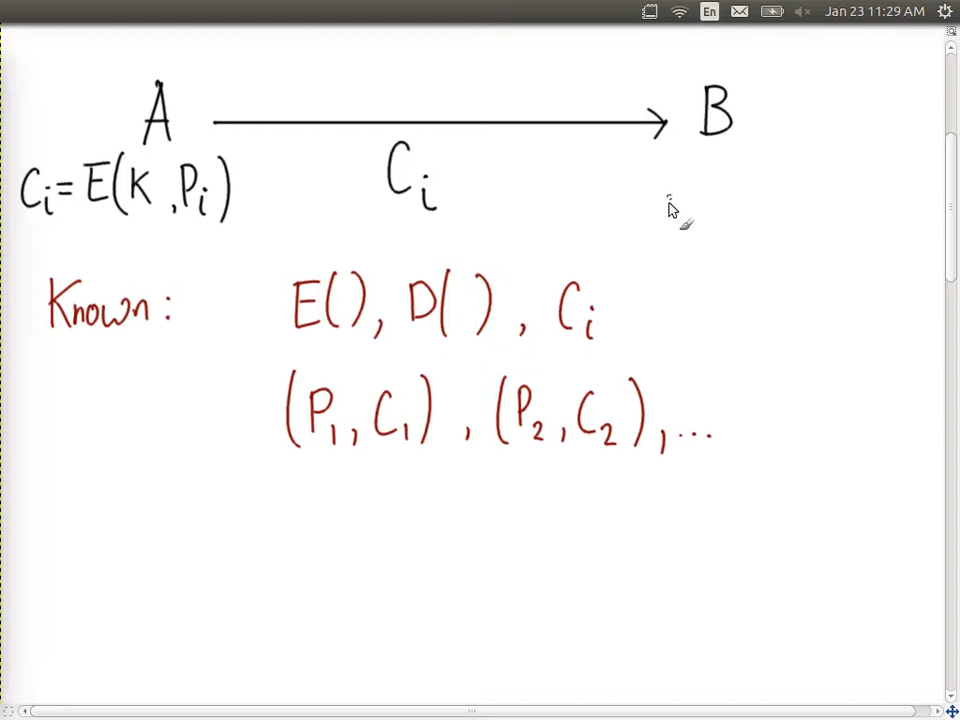 En Jan 23 11:29 AM
A B
Ci=E(K ,Pi) Ci
Known: E(), D( ) , Ci
(P1, C1) , (P2, C2), ...